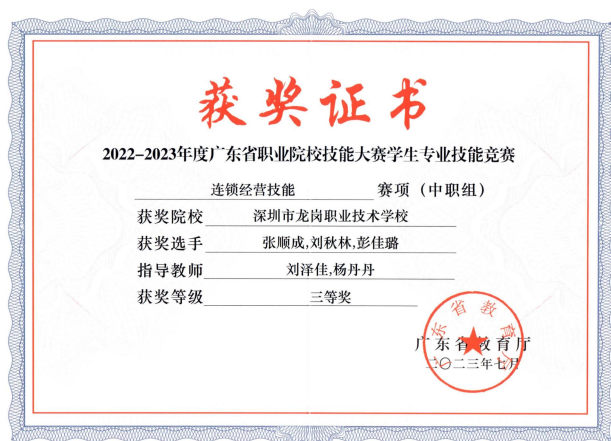 获奖证书
2022-2023年度广东省职业院校技能大赛学生专业技能竞赛
连锁经营技能 赛项（中职组）
获奖院校 深圳市龙岗职业技术学校
获奖选手 张顺成,刘秋林,彭佳璐
指导教师 刘泽佳,杨丹丹
获奖等级 三等奖
广东省教育厅
广东省教育厅
二〇二三年七月